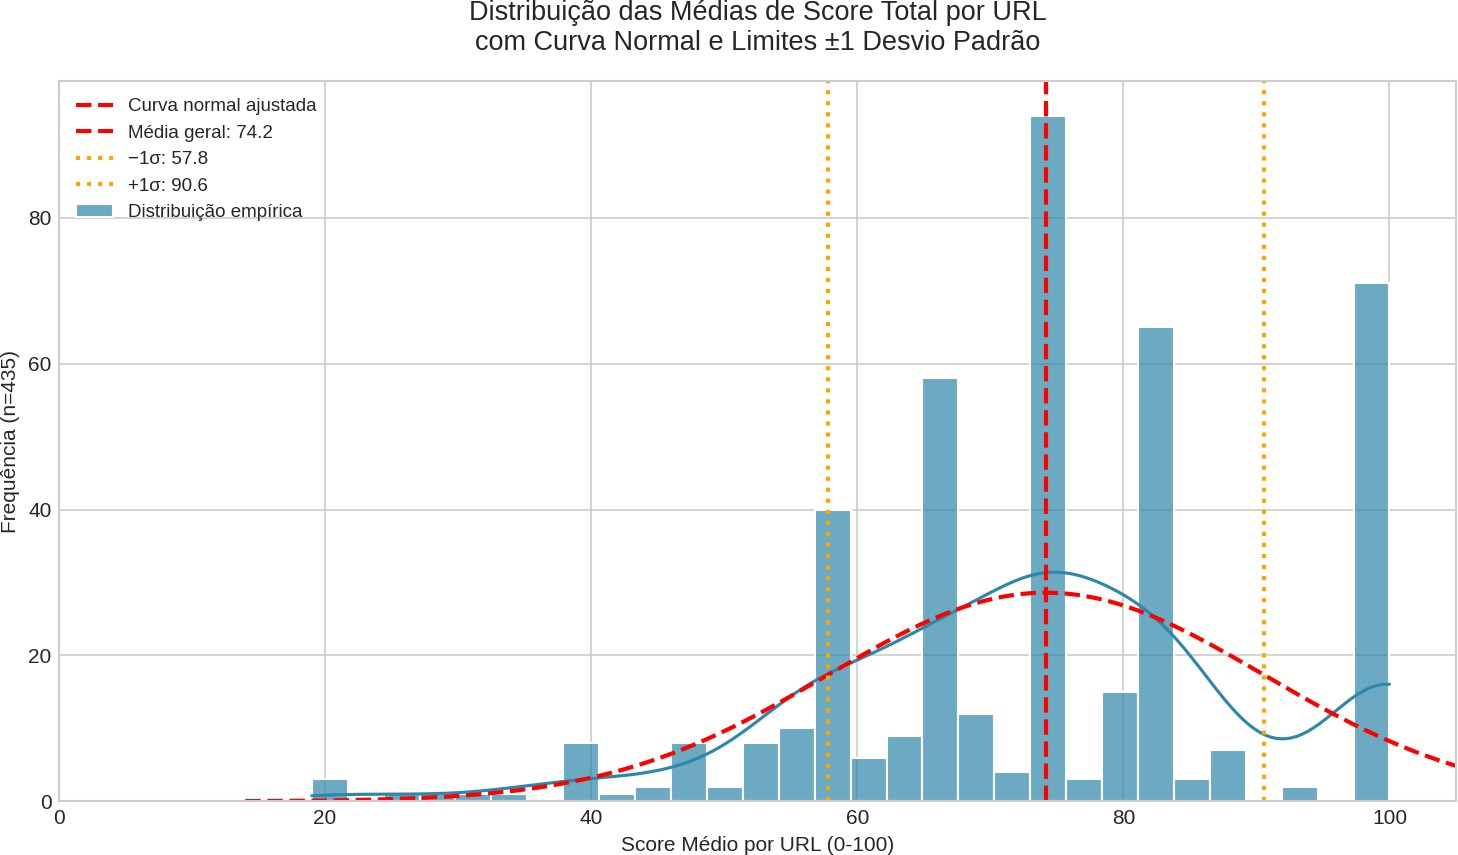 Distribuição das Médias de Score Total por URL
com Curva Normal e Limites ±1 Desvio Padrão
Curva normal ajustada
Média geral: 74.2
−1σ: 57.8
+1σ: 90.6
Distribuição empírica
Frequência (n=435)
80
60
40
20
0
0 20 40 60 80 100
Score Médio por URL (0-100)